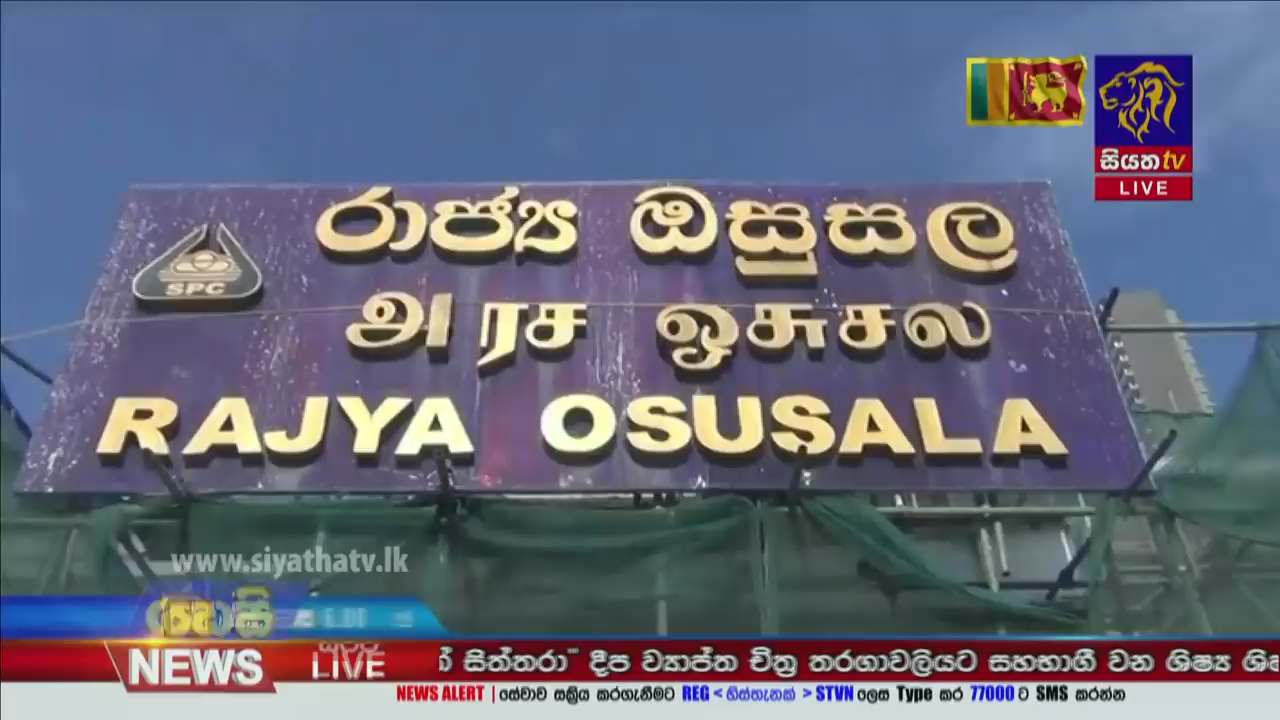 සියත tv
LIVE
රාජ්‍ය ඔසුසල
SPC
அரச ஒசுசல
RAJYA OSUSALA
www.siyathatv.lk
NEWS
LIVE
සිත්තරා" දීප ව්‍යාප්ත චිත්‍ර තරගාවලියට සහභාගී වන ශිෂ්‍ය
NEWS ALERT | සේවාව සක්‍රිය කරගැනීමට REG < හිස්තැනක් > STVN ලෙස Type කර 77000 ට SMS කරන්න